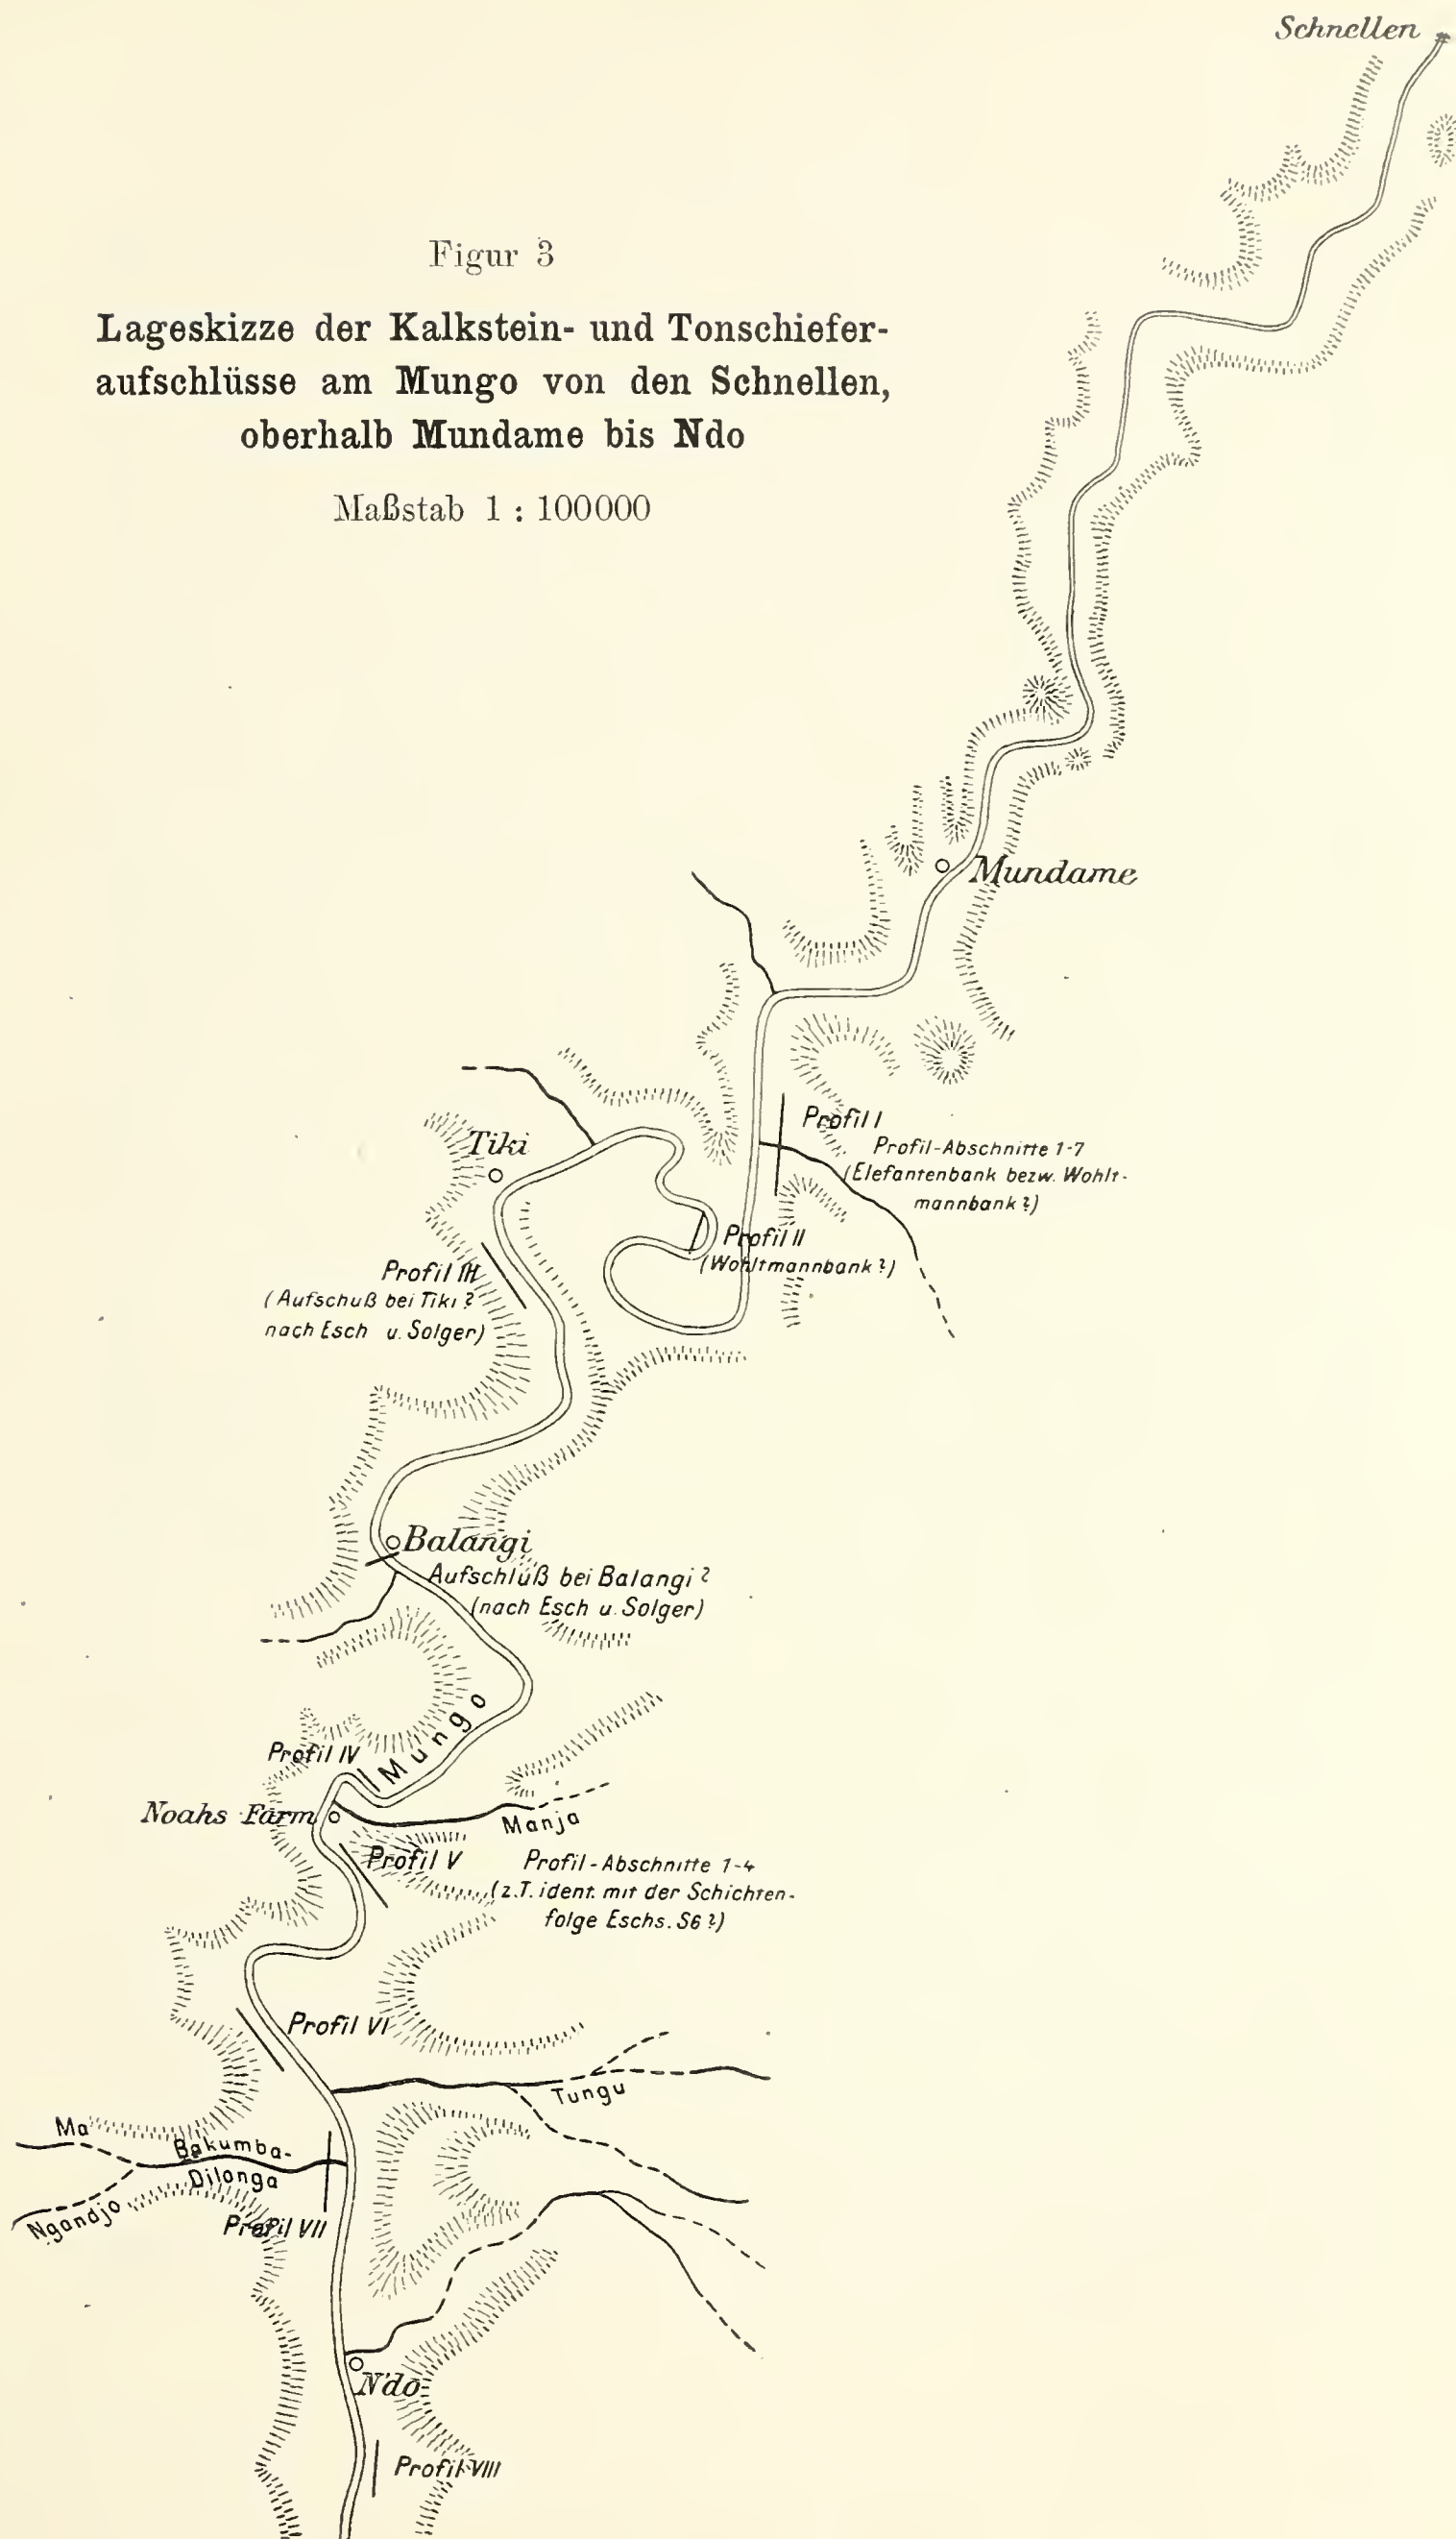 Schnellen
Figur 3
Lageskizze der Kalkstein- und Tonschiefer-
aufschlüsse am Mungo von den Schnellen,
oberhalb Mundame bis Ndo
Maßstab 1 : 100000
Mundame
Profil I
Profil-Abschnitte 1-7
(Elefantenbank bezw. Wohlt-
mannbank?)
Tiki
Profil II
(Wohltmannbank?)
Profil III
(Aufschuß bei Tiki?
nach Esch u. Solger)
Balangi
Aufschluß bei Balangi?
(nach Esch u. Solger)
Mungo
Profil IV
Noahs Farm
Manja
Profil V
Profil-Abschnitte 1-4
(z.T. ident. mit der Schichten-
folge Eschs. S6?)
Profil VI
Tungu
Ma
Bakumba-
Dilonga
Ngandjo
Profil VII
N'do
Profil VIII